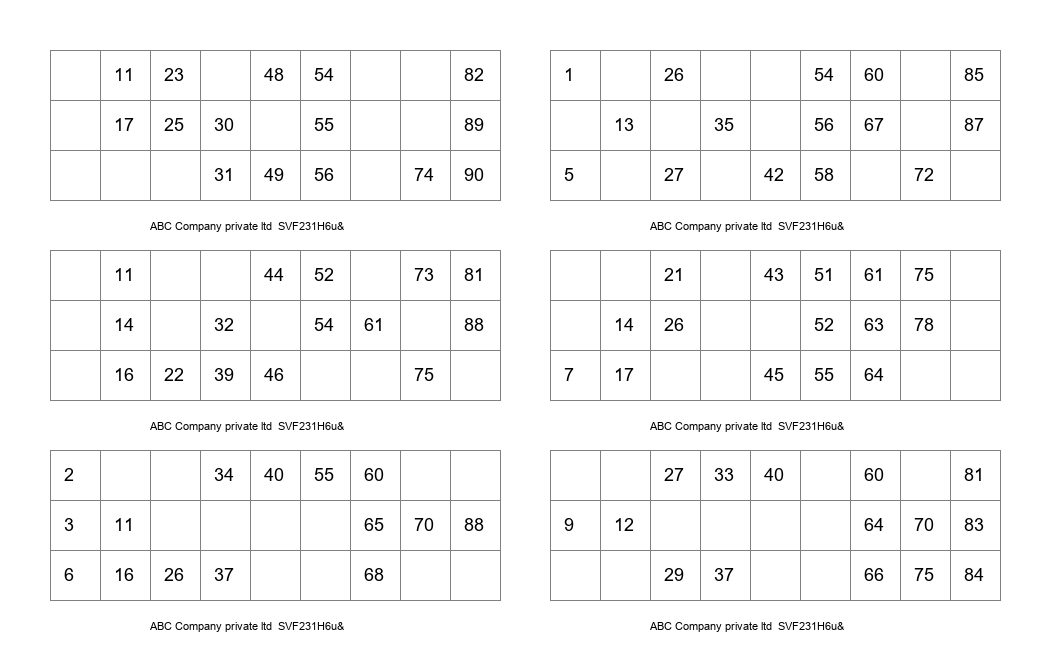 11 23 48 54 82
17 25 30 55 89
31 49 56 74 90
ABC Company private ltd SVF231H6u&
1 26 54 60 85
13 35 56 67 87
5 27 42 58 72
ABC Company private ltd SVF231H6u&
11 44 52 73 81
14 32 54 61 88
16 22 39 46 75
ABC Company private ltd SVF231H6u&
21 43 51 61 75
14 26 52 63 78
7 17 45 55 64
ABC Company private ltd SVF231H6u&
2 34 40 55 60
3 11 65 70 88
6 16 26 37 68
ABC Company private ltd SVF231H6u&
27 33 40 60 81
9 12 64 70 83
29 37 66 75 84
ABC Company private ltd SVF231H6u&